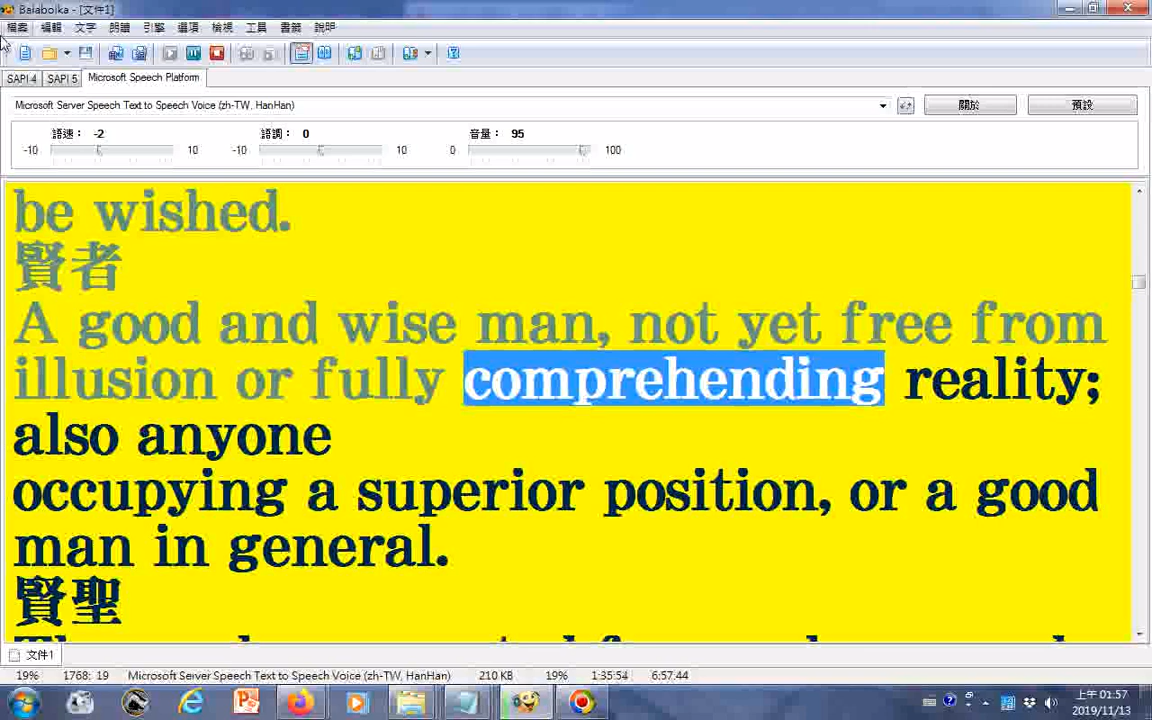 Balabolka - [文件1]
檔案 編輯 文字 朗讀 引擎 選項 檢視 工具 書籤 說明
SAPI 4 SAPI 5 Microsoft Speech Platform
Microsoft Server Speech Text to Speech Voice (zh-TW, HanHan) 關於 預設
語速： -2 語調： 0 音量： 95
-10 10 -10 10 0 100
be wished.
賢者
A good and wise man, not yet free from
illusion or fully comprehending reality;
also anyone
occupying a superior position, or a good
man in general.
賢聖
文件1
19% 1768: 19 Microsoft Server Speech Text to Speech Voice (zh-TW, HanHan) 210 KB 19% 1:35:54 6:57:44
上午 01:57
2019/11/13